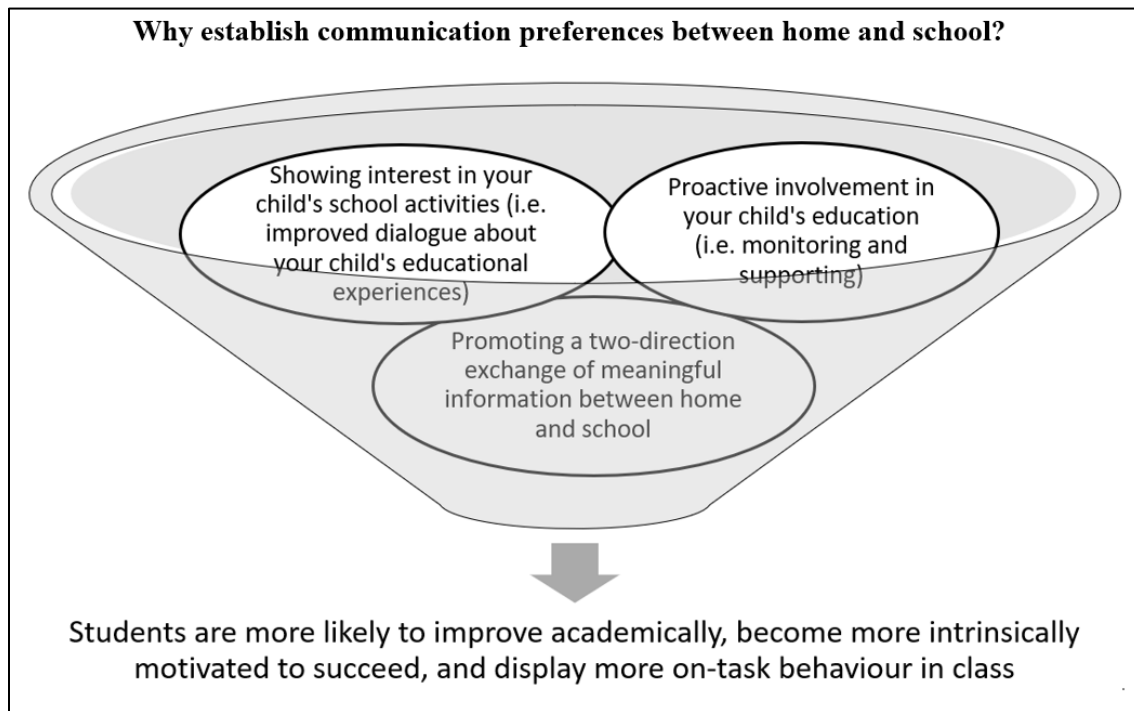 Why establish communication preferences between home and school?
Showing interest in your
child's school activities (i.e.
improved dialogue about
your child's educational
experiences)
Proactive involvement in
your child's education
(i.e. monitoring and
supporting)
Promoting a two-direction
exchange of meaningful
information between home
and school
Students are more likely to improve academically, become more intrinsically
motivated to succeed, and display more on-task behaviour in class